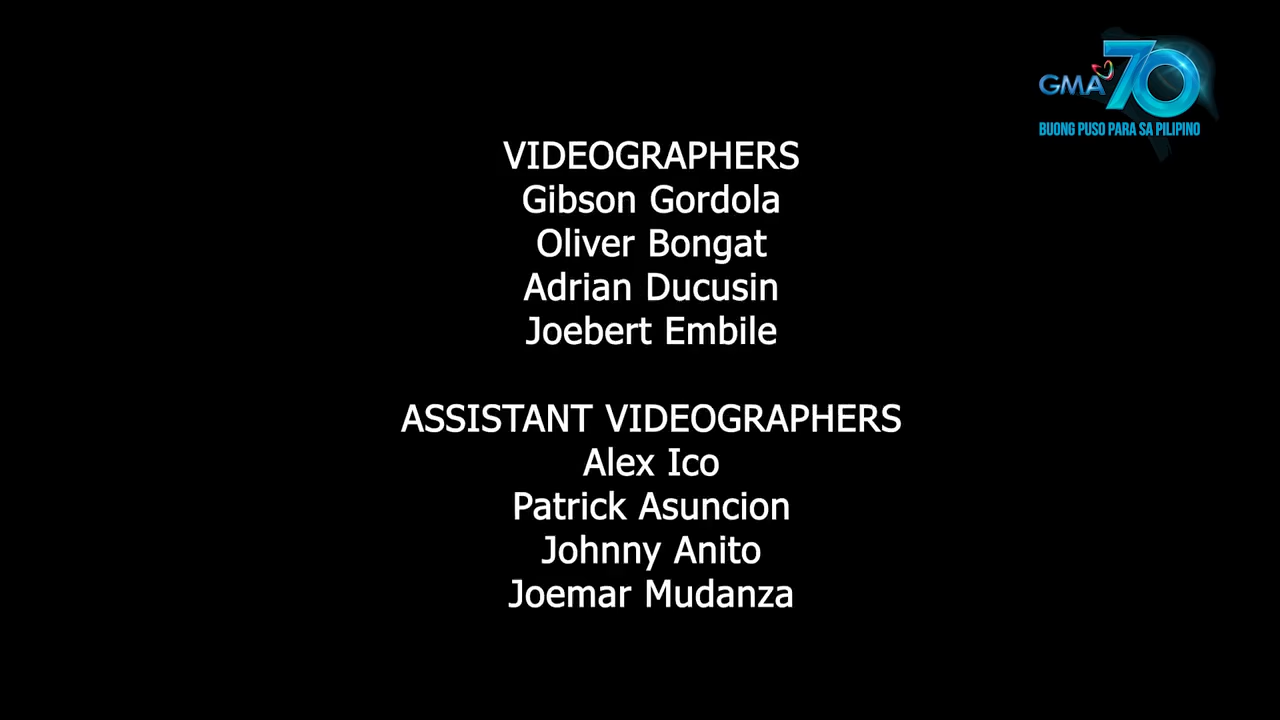 GMA 70
BUONG PUSO PARA SA PILIPINO
VIDEOGRAPHERS
Gibson Gordola
Oliver Bongat
Adrian Ducusin
Joebert Embile
ASSISTANT VIDEOGRAPHERS
Alex Ico
Patrick Asuncion
Johnny Anito
Joemar Mudanza